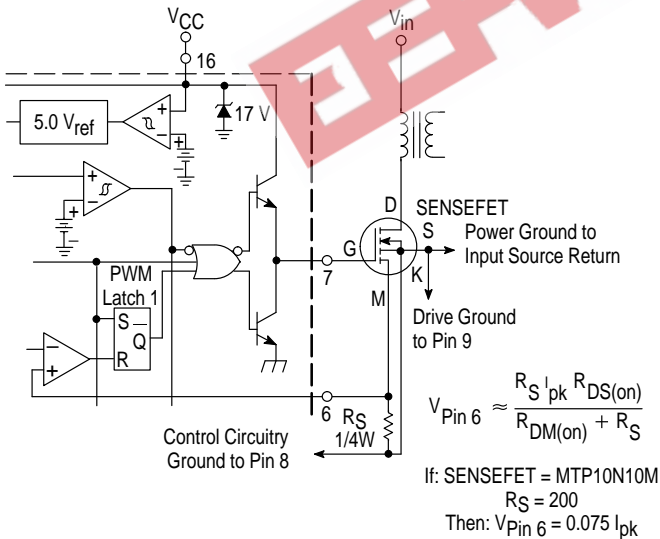 VCC
Vin
16
5.0 Vref
+
−
+
−
17 V
+
−
+
−
D
SENSEFET
S
Power Ground to
Input Source Return
G
K
M
7
PWM
Latch 1
S
Q
R
Drive Ground
to Pin 9
−
+
6
RS
1/4W
Control Circuitry
Ground to Pin 8
VPin 6 ≈ RS Ipk RDS(on) / RDM(on) + RS
If: SENSEFET = MTP10N10M
RS = 200
Then: VPin 6 = 0.075 Ipk